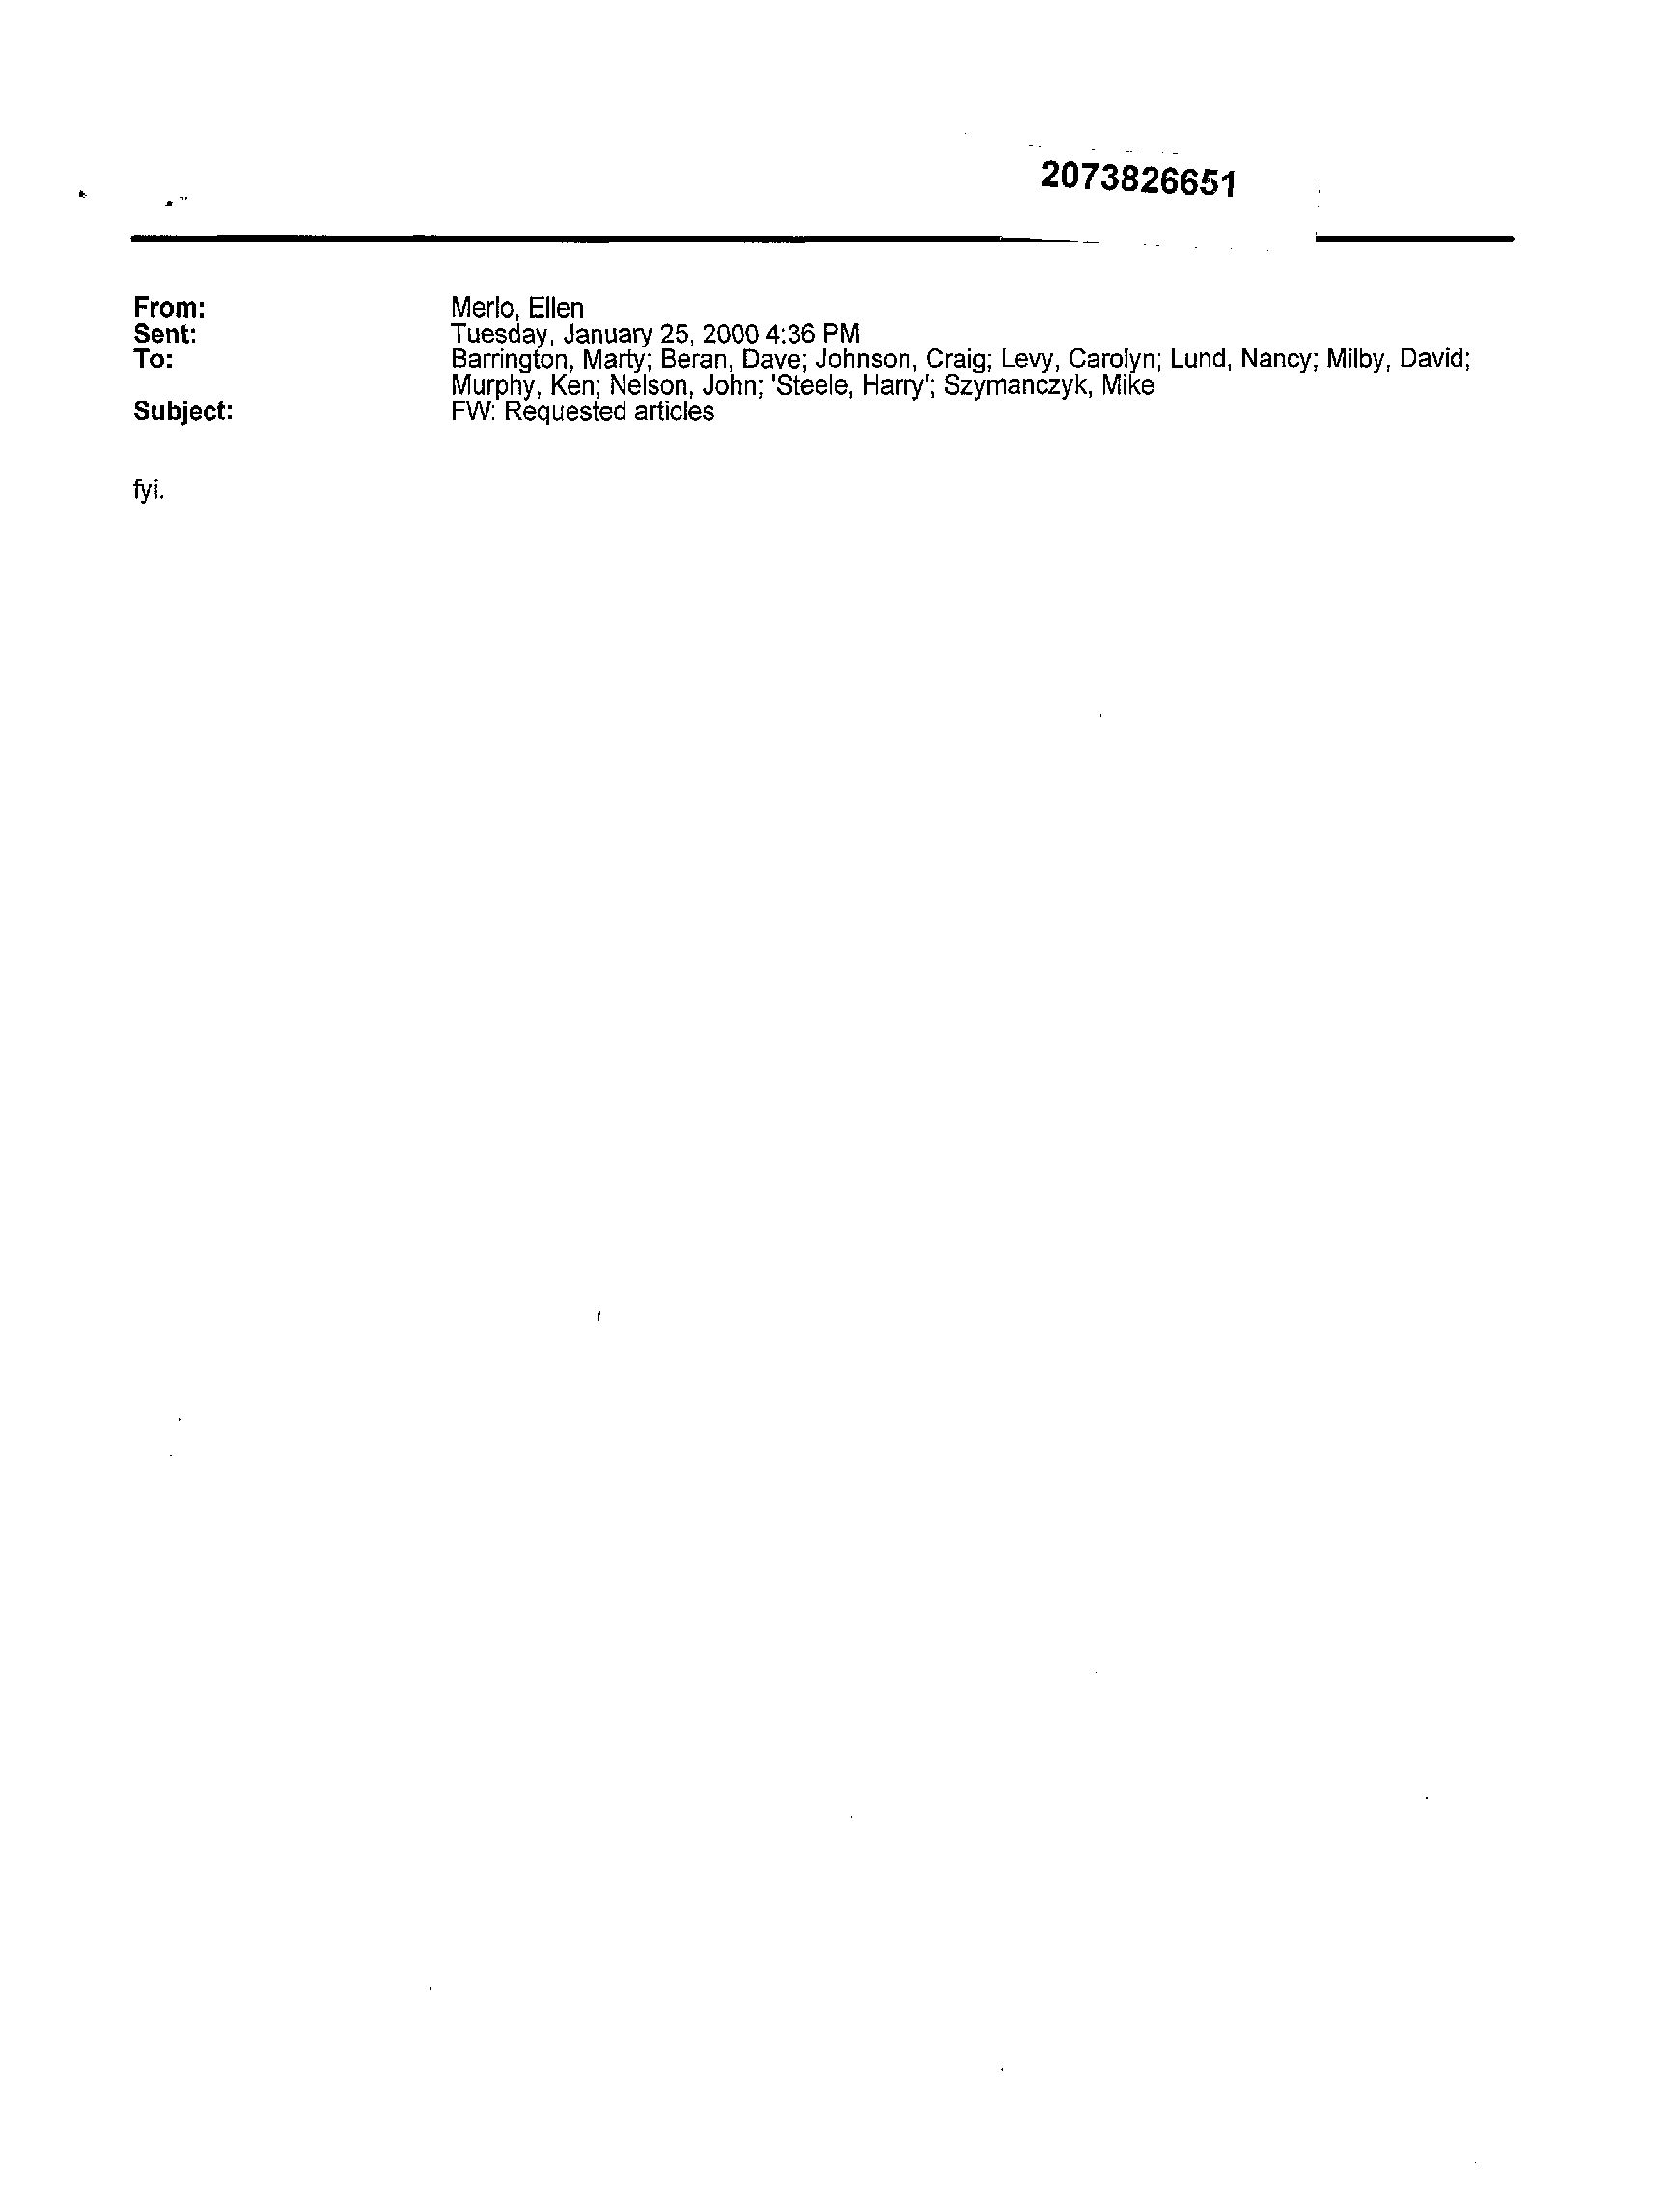 2073826651
From: Merlo, Ellen
Sent: Tuesday, January 25, 2000 4:36 PM
To: Barrington, Marty; Beran, Dave; Johnson, Craig; Levy, Carolyn; Lund, Nancy; Milby, David;
Murphy, Ken; Nelson, John; 'Steele, Harry'; Szymanczyk, Mike
Subject: FW: Requested articles
fyi.